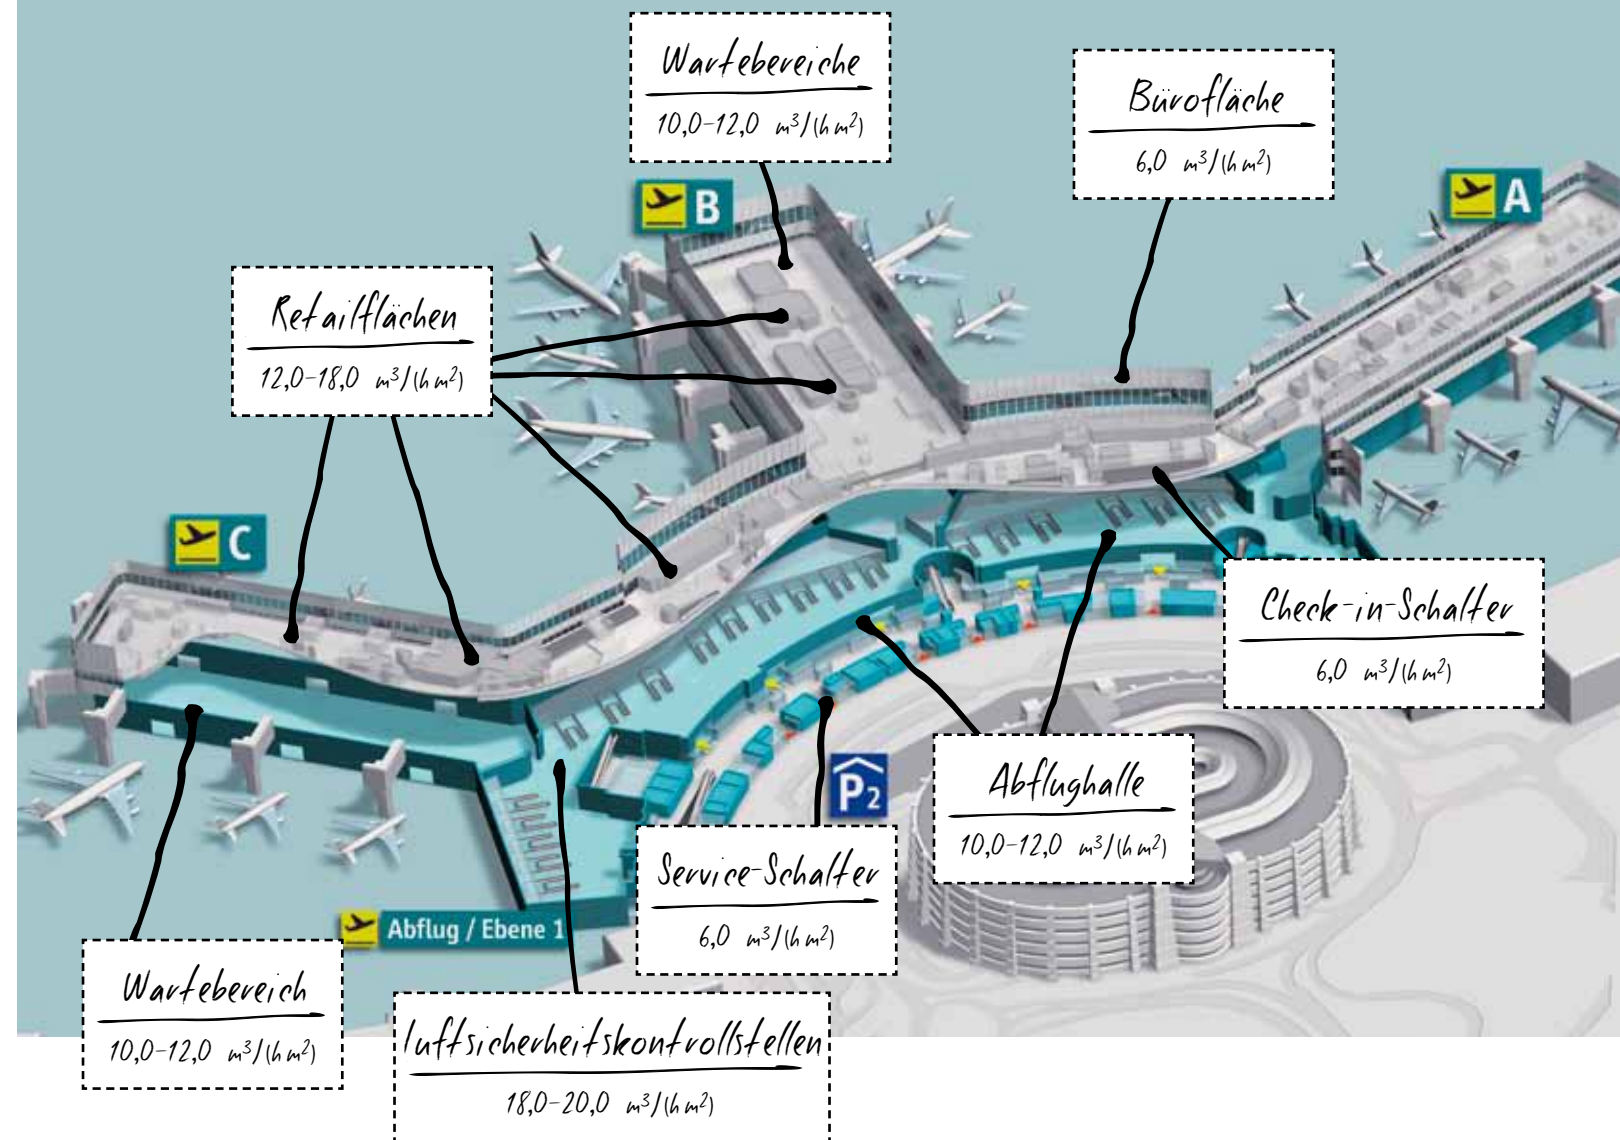 Wartebereiche
10,0–12,0 m³/(h m²)
Bürofläche
6,0 m³/(h m²)
B
A
Retailflächen
12,0–18,0 m³/(h m²)
C
Check-in-Schalter
6,0 m³/(h m²)
P2
Abflughalle
10,0–12,0 m³/(h m²)
Service-Schalter
6,0 m³/(h m²)
Abflug / Ebene 1
Wartebereich
10,0–12,0 m³/(h m²)
luftsicherheitskontrollstellen
18,0–20,0 m³/(h m²)